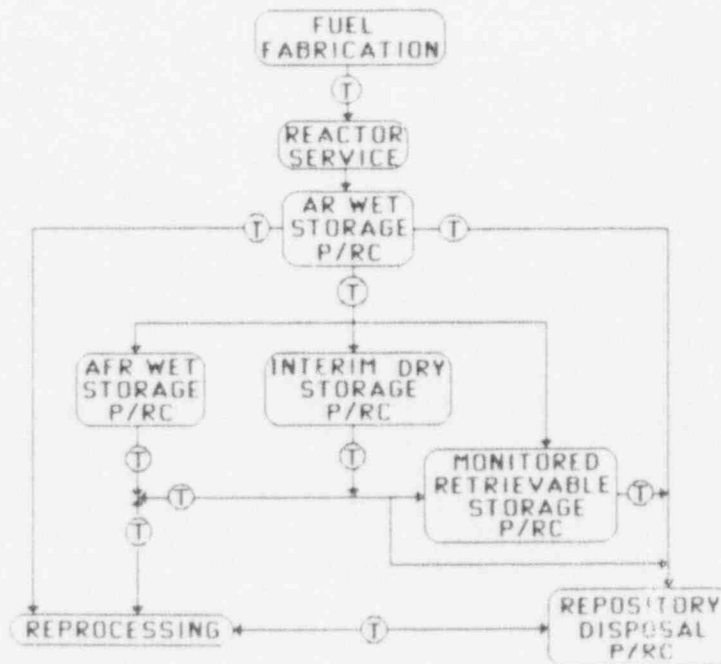 FUEL
FABRICATION
T
REACTOR
SERVICE
AR WET
STORAGE
P/RC
T
T
T
AFR WET
STORAGE
P/RC
INTERIM DRY
STORAGE
P/RC
T
T
MONITORED
RETRIEVABLE
STORAGE
P/RC
T
T
T
REPROCESSING
T
REPOSITORY
DISPOSAL
P/RC